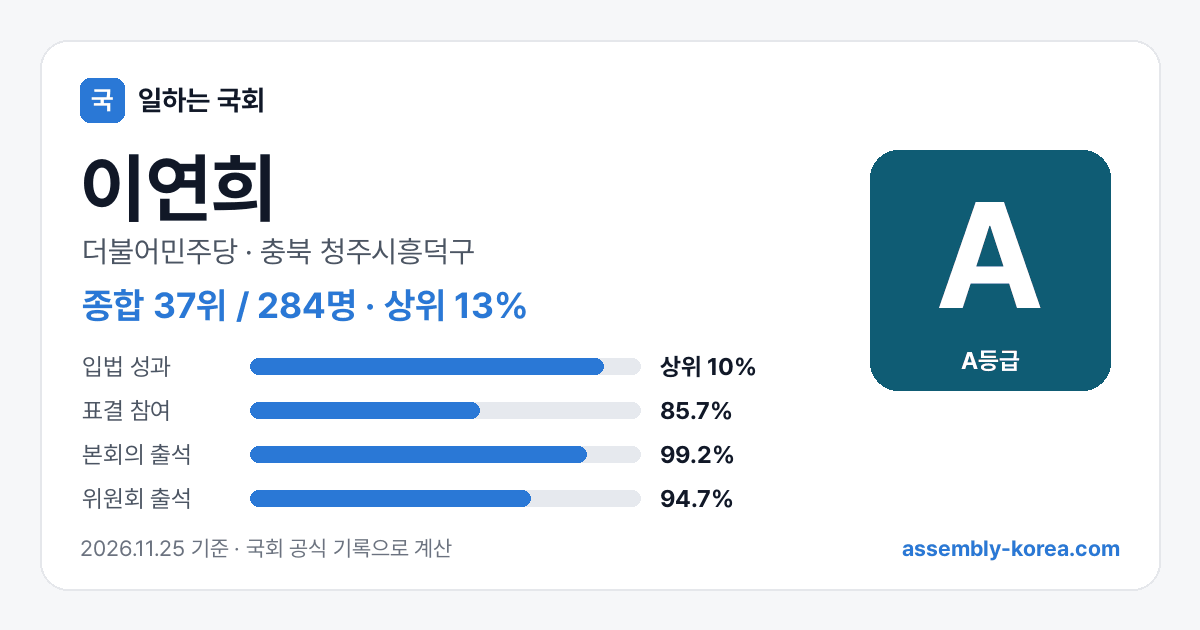 국 일하는 국회
이연희
더불어민주당 · 충북 청주시흥덕구
종합 37위 / 284명 · 상위 13%
A
A등급
입법 성과 상위 10%
표결 참여 85.7%
본회의 출석 99.2%
위원회 출석 94.7%
2026.11.25 기준 · 국회 공식 기록으로 계산
assembly-korea.com